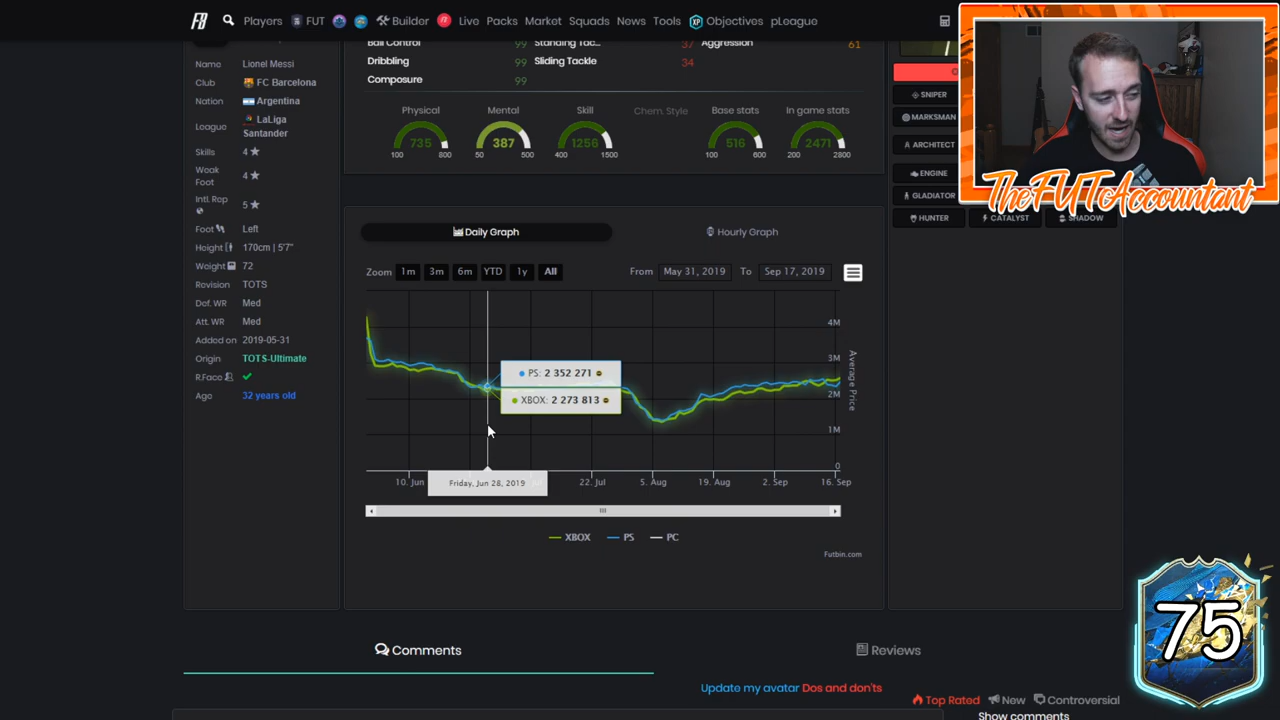 F8 Players FUT Builder Live Packs Market Squads News Tools XP Objectives pLeague
Ball Control 99 Standing Tac... 37 Aggression 61
Dribbling 99 Sliding Tackle 34
Composure 99
Name Lionel Messi
Club FC Barcelona
Nation Argentina
League LaLiga Santander
Skills 4★
Weak Foot 4★
Intl. Rep 5★
Foot Left
Height 170cm | 5'7"
Weight 72
Revision TOTS
Def. WR Med
Att. WR Med
Added on 2019-05-31
Origin TOTS-Ultimate
R.Face
Age 32 years old
Physical Mental Skill Chem. Style Base stats In game stats
735 387 1256 516 2471
100 800 50 500 400 1500 100 600 200 2800
SNIPER
MARKSMAN
ARCHITECT
ENGINE
GLADIATOR
HUNTER CATALYST SHADOW
TheFUTAccountant
Daily Graph Hourly Graph
Zoom 1m 3m 6m YTD 1y All From May 31, 2019 To Sep 17, 2019
4M
3M
2M
1M
0
Average Price
PS: 2 352 271
XBOX: 2 273 813
Friday, Jun 28, 2019
10. Jun 22. Jul 5. Aug 19. Aug 2. Sep 16. Sep
XBOX PS PC
Futbin.com
75
Comments Reviews
Update my avatar Dos and don'ts
Top Rated New Controversial
Show comments